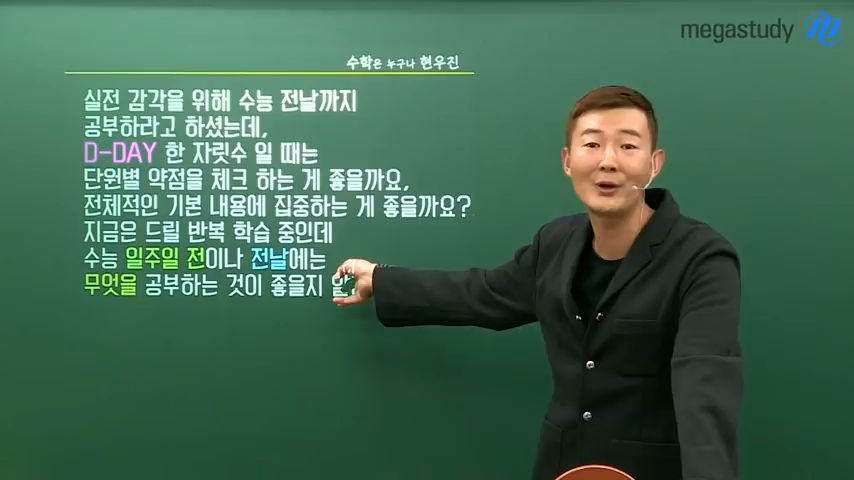 megastudy
수학은 누구나 현우진
실전 감각을 위해 수능 전날까지
공부하라고 하셨는데,
D-DAY 한 자릿수 일 때는
단원별 약점을 체크 하는 게 좋을까요,
전체적인 기본 내용에 집중하는 게 좋을까요?
지금은 드릴 반복 학습 중인데
수능 일주일 전이나 전날에는
무엇을 공부하는 것이 좋을지